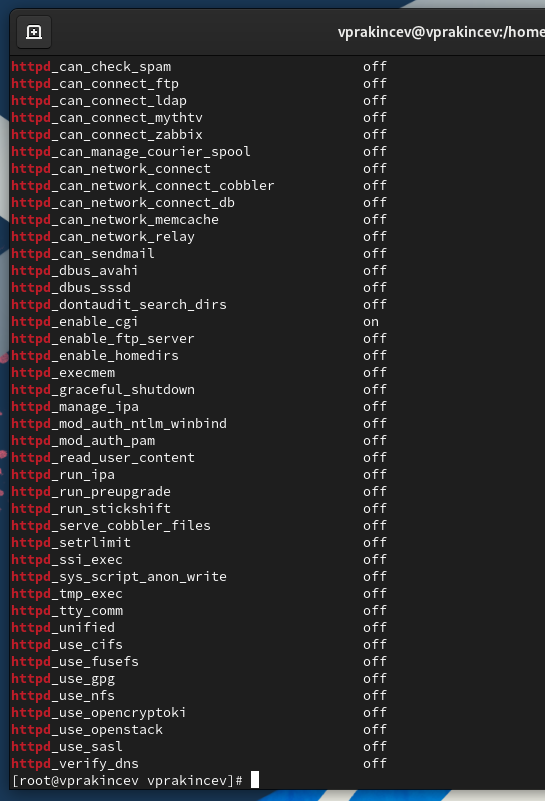 vprakincev@vprakincev:/home
httpd_can_check_spam off
httpd_can_connect_ftp off
httpd_can_connect_ldap off
httpd_can_connect_mythtv off
httpd_can_connect_zabbix off
httpd_can_manage_courier_spool off
httpd_can_network_connect off
httpd_can_network_connect_cobbler off
httpd_can_network_connect_db off
httpd_can_network_memcache off
httpd_can_network_relay off
httpd_can_sendmail off
httpd_dbus_avahi off
httpd_dbus_sssd off
httpd_dontaudit_search_dirs off
httpd_enable_cgi on
httpd_enable_ftp_server off
httpd_enable_homedirs off
httpd_execmem off
httpd_graceful_shutdown off
httpd_manage_ipa off
httpd_mod_auth_ntlm_winbind off
httpd_mod_auth_pam off
httpd_read_user_content off
httpd_run_ipa off
httpd_run_preupgrade off
httpd_run_stickshift off
httpd_serve_cobbler_files off
httpd_setrlimit off
httpd_ssi_exec off
httpd_sys_script_anon_write off
httpd_tmp_exec off
httpd_tty_comm off
httpd_unified off
httpd_use_cifs off
httpd_use_fusefs off
httpd_use_gpg off
httpd_use_nfs off
httpd_use_opencryptoki off
httpd_use_openstack off
httpd_use_sasl off
httpd_verify_dns off
[root@vprakincev vprakincev]#